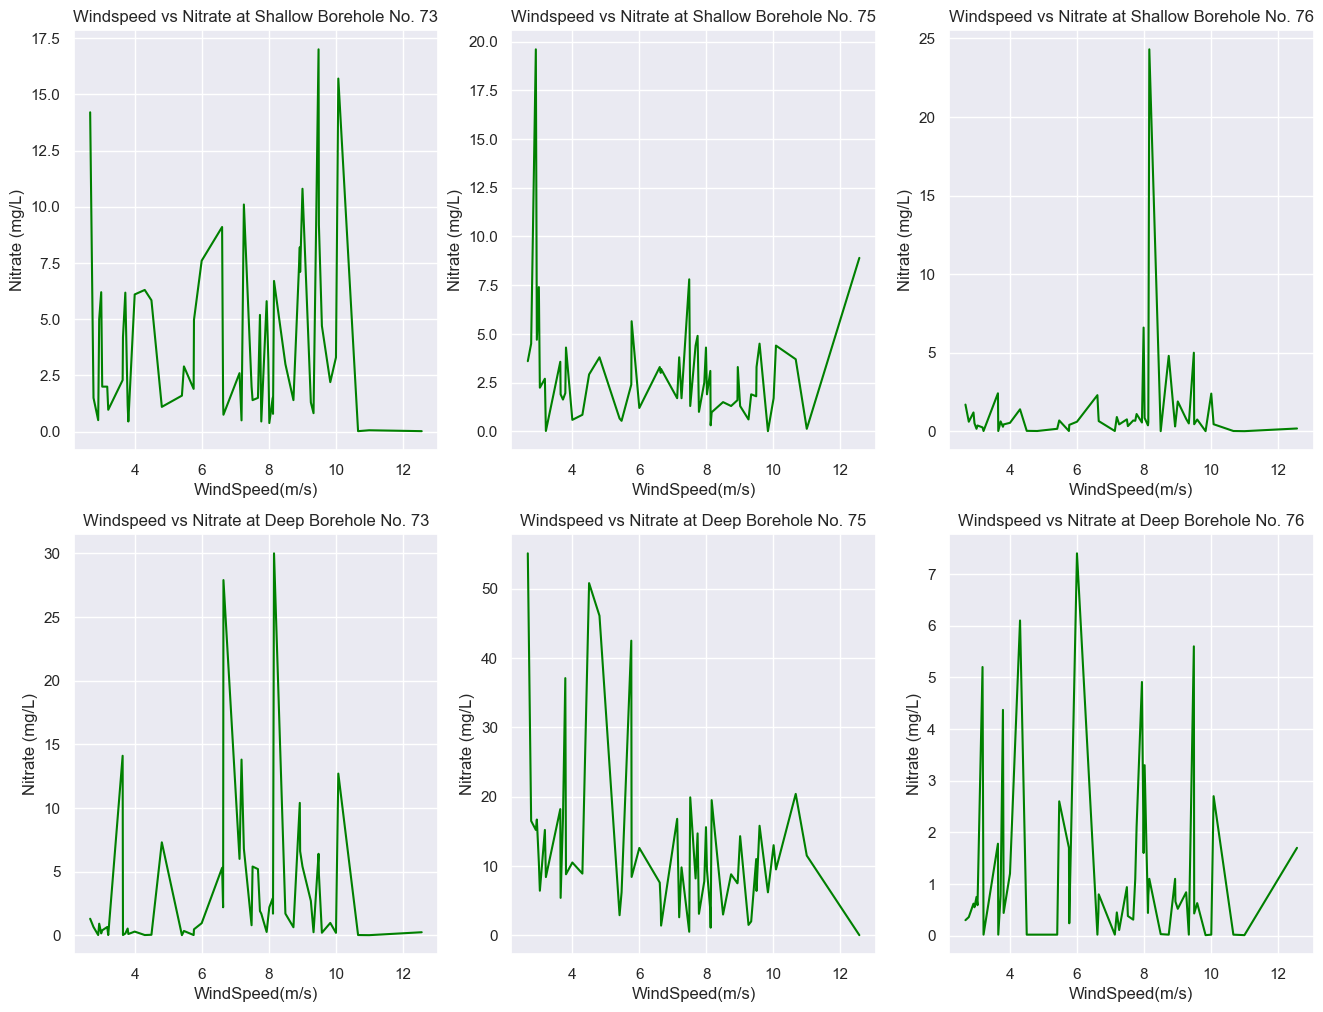 Windspeed vs Nitrate at Shallow Borehole No. 73
17.5
15.0
12.5
10.0
7.5
5.0
2.5
0.0
Nitrate (mg/L)
4 6 8 10 12
WindSpeed(m/s)
Windspeed vs Nitrate at Shallow Borehole No. 75
20.0
17.5
15.0
12.5
10.0
7.5
5.0
2.5
0.0
Nitrate (mg/L)
4 6 8 10 12
WindSpeed(m/s)
Windspeed vs Nitrate at Shallow Borehole No. 76
25
20
15
10
5
0
Nitrate (mg/L)
4 6 8 10 12
WindSpeed(m/s)
Windspeed vs Nitrate at Deep Borehole No. 73
30
25
20
15
10
5
0
Nitrate (mg/L)
4 6 8 10 12
WindSpeed(m/s)
Windspeed vs Nitrate at Deep Borehole No. 75
50
40
30
20
10
0
Nitrate (mg/L)
4 6 8 10 12
WindSpeed(m/s)
Windspeed vs Nitrate at Deep Borehole No. 76
7
6
5
4
3
2
1
0
Nitrate (mg/L)
4 6 8 10 12
WindSpeed(m/s)